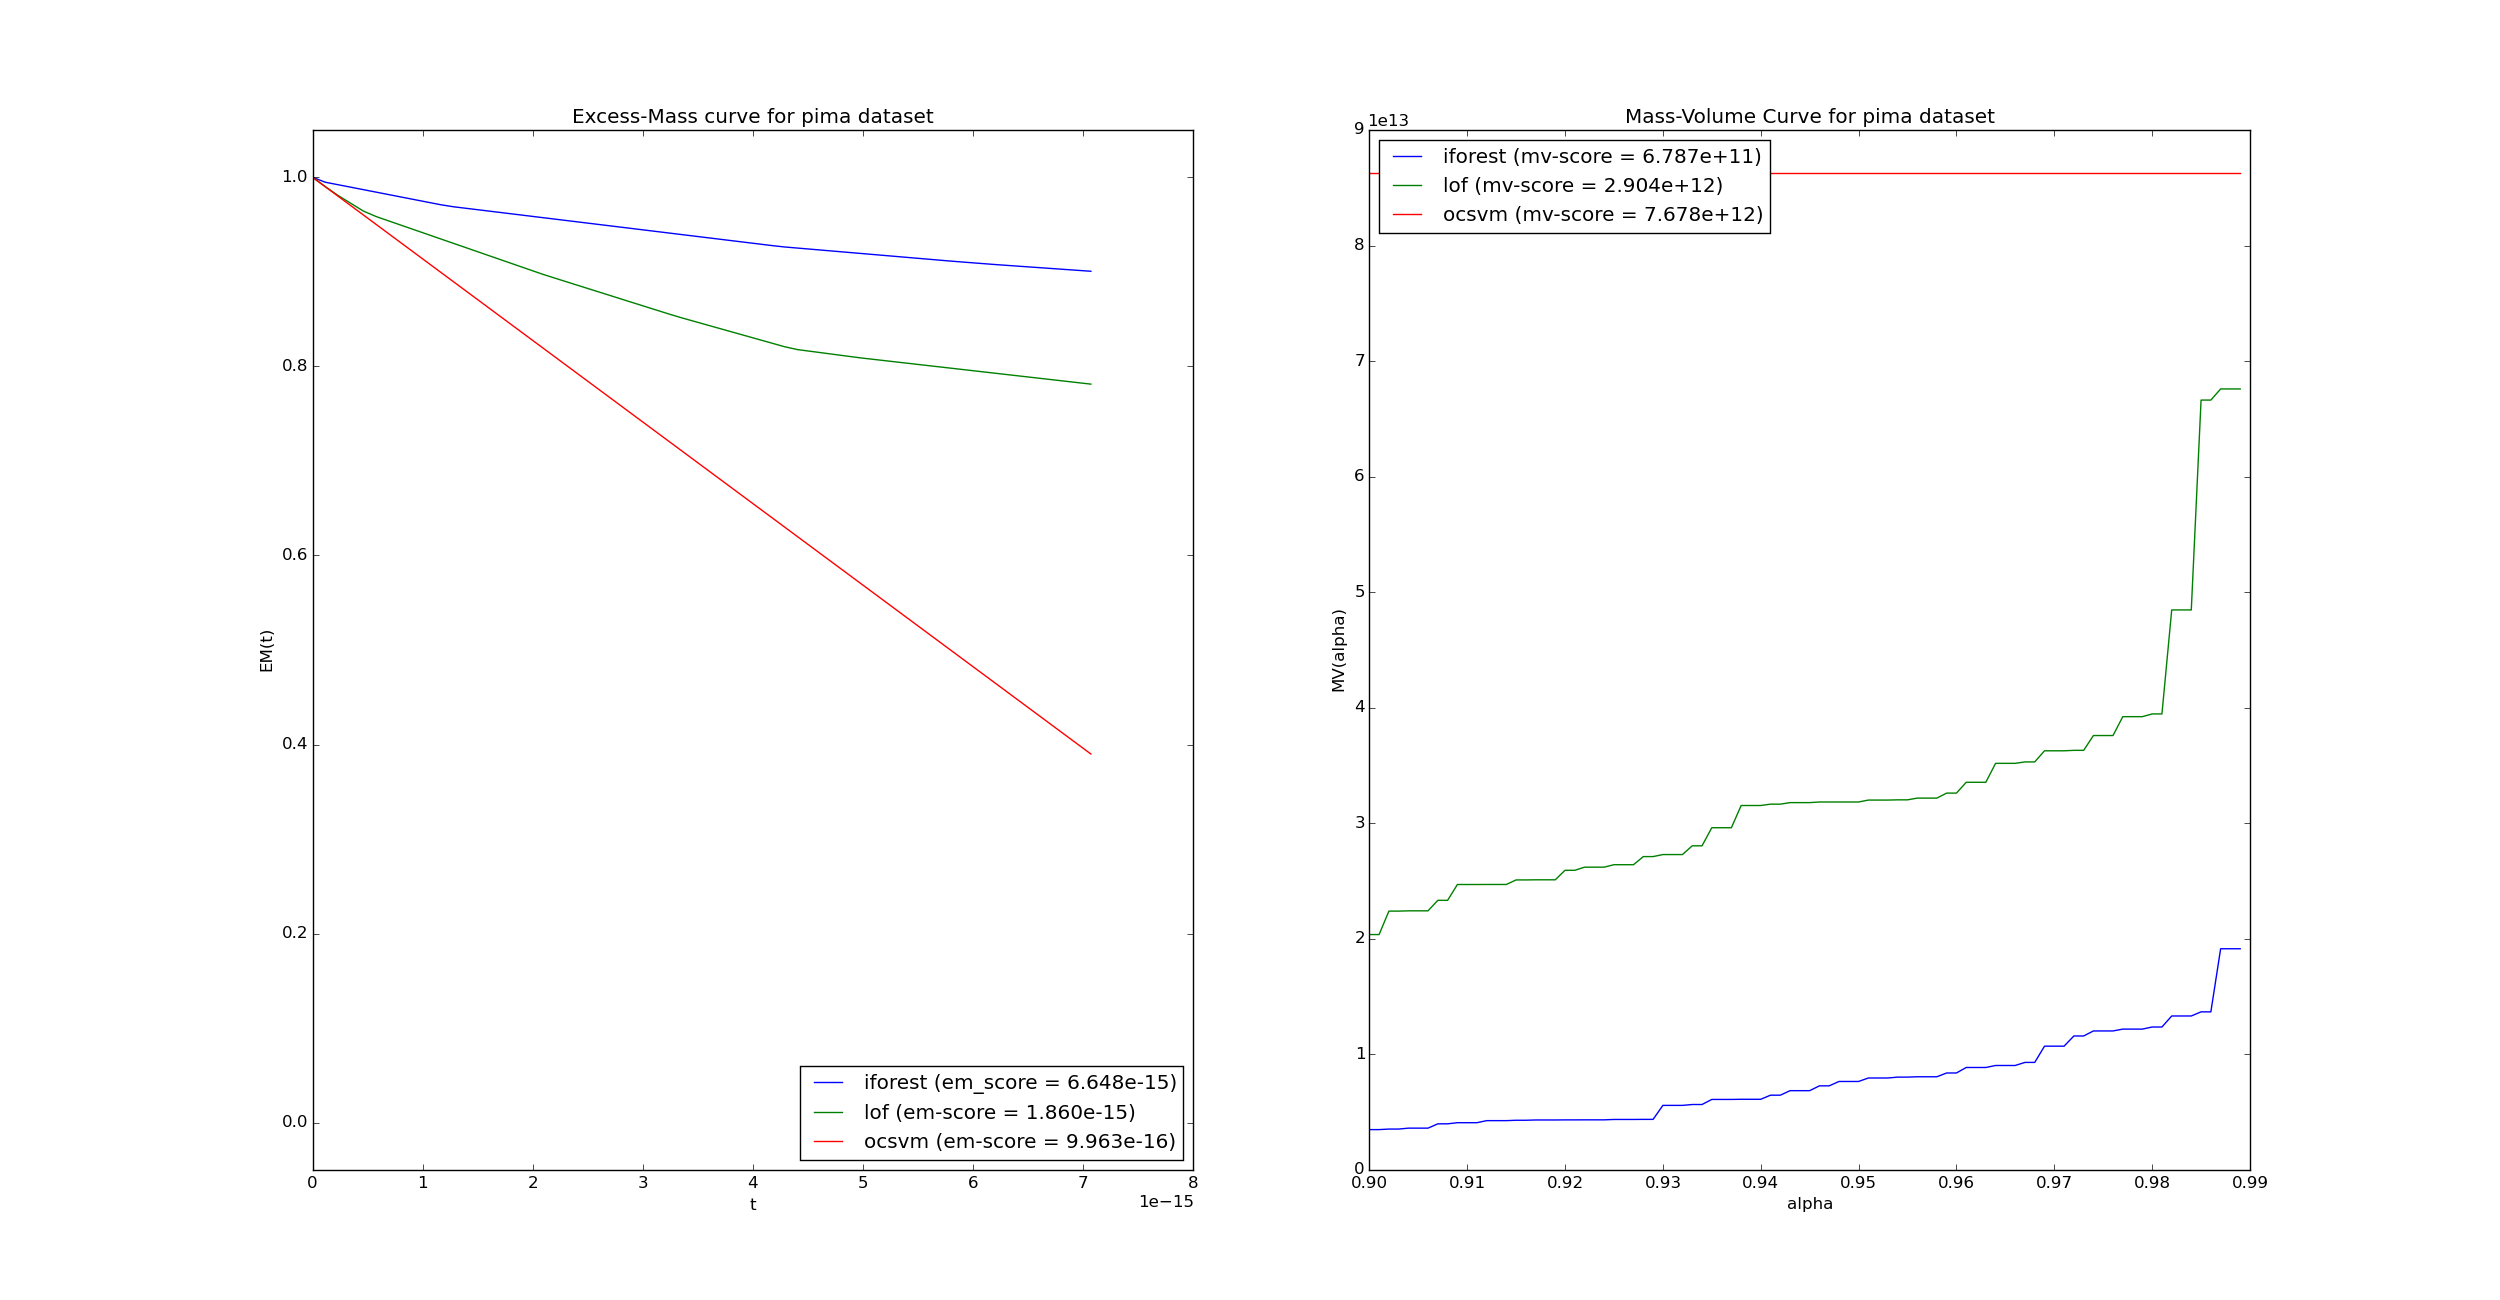 Excess-Mass curve for pima dataset
1.0
0.8
0.6
0.4
0.2
0.0
EM(t)
iforest (em_score = 6.648e-15)
lof (em-score = 1.860e-15)
ocsvm (em-score = 9.963e-16)
0 1 2 3 4 5 6 7 8
1e−15
t
Mass-Volume Curve for pima dataset
1e13
9
8
7
6
5
4
3
2
1
0
MV(alpha)
iforest (mv-score = 6.787e+11)
lof (mv-score = 2.904e+12)
ocsvm (mv-score = 7.678e+12)
0.90 0.91 0.92 0.93 0.94 0.95 0.96 0.97 0.98 0.99
alpha